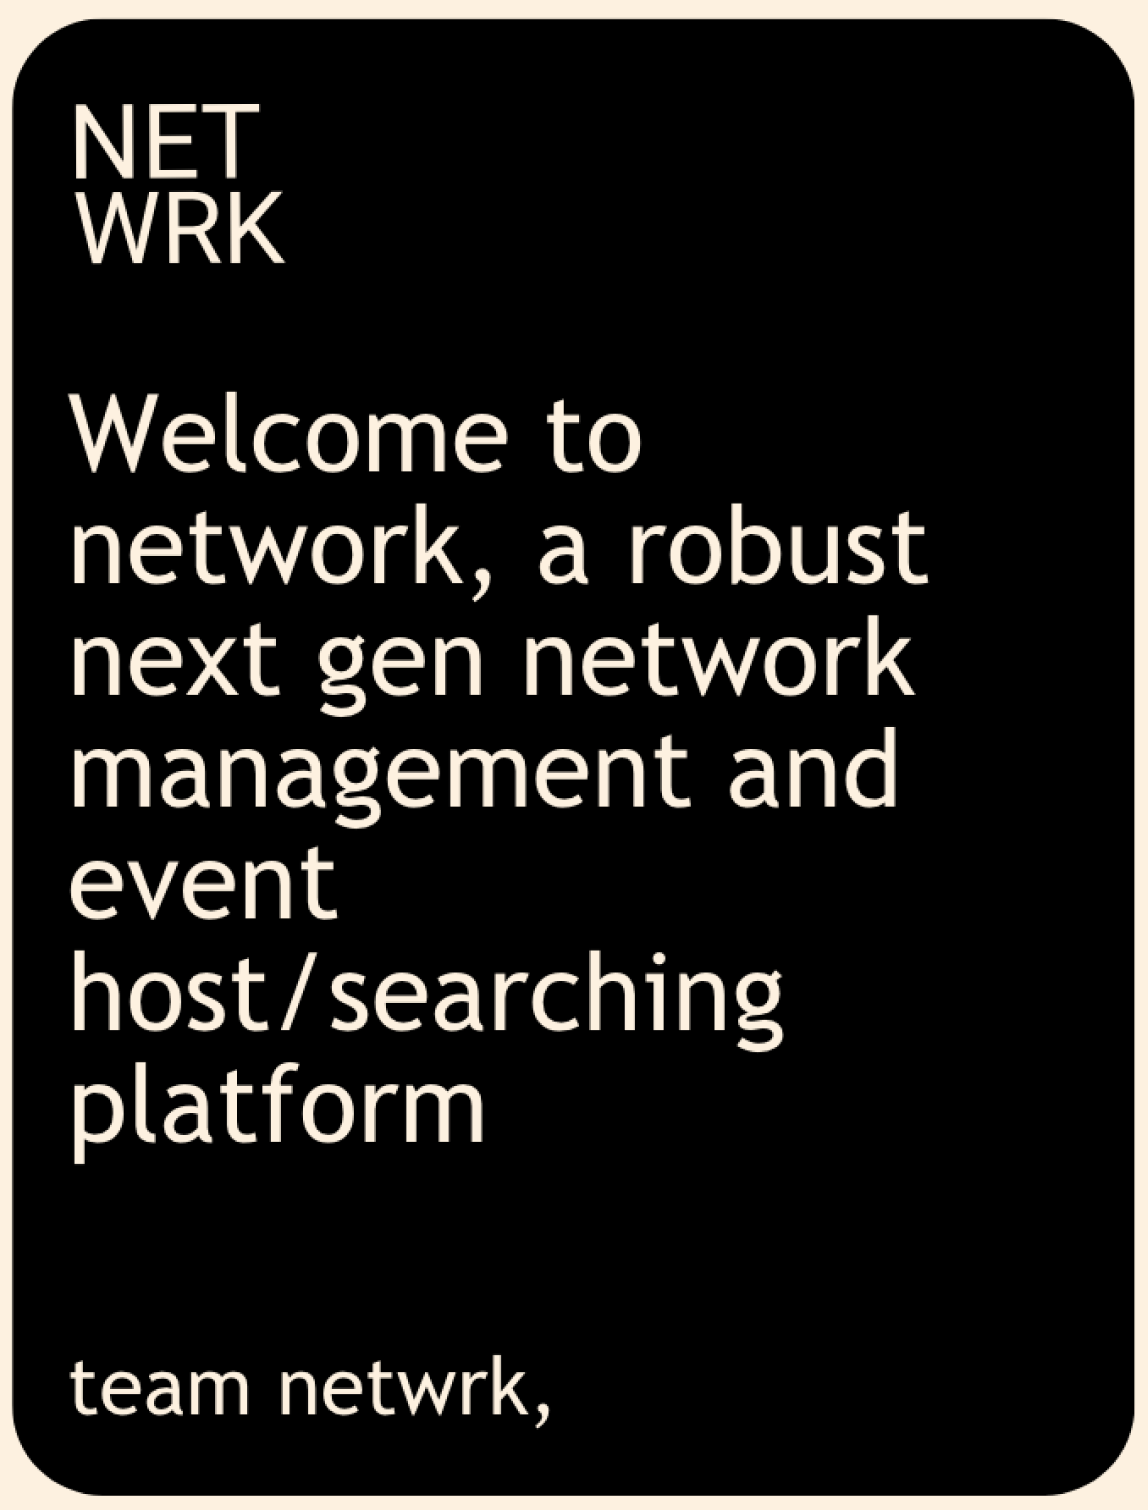 NET
WRK
Welcome to
network, a robust
next gen network
management and
event
host/searching
platform
team netwrk,